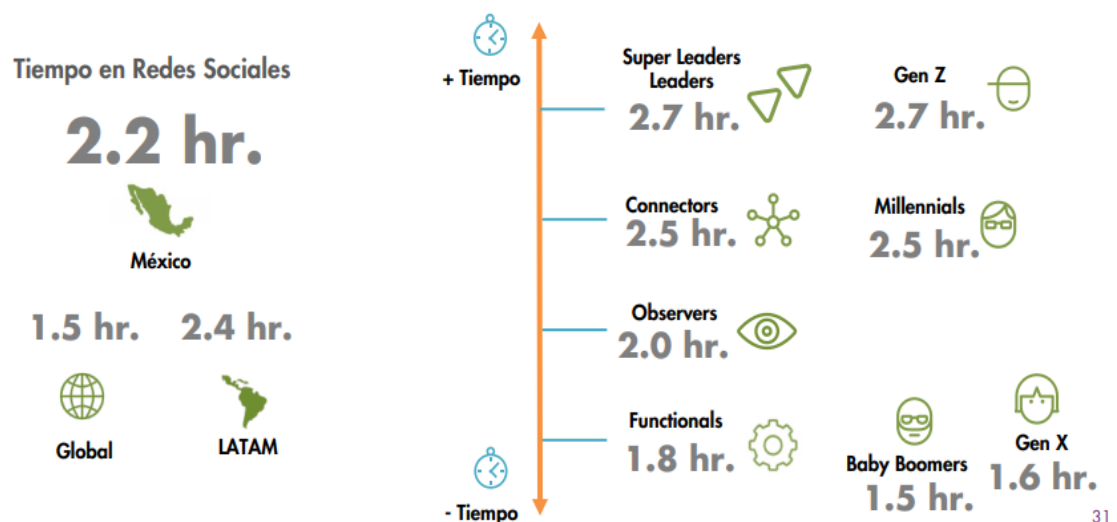 Tiempo en Redes Sociales
2.2 hr.
México
1.5 hr.
Global
2.4 hr.
LATAM
+ Tiempo
- Tiempo
Super Leaders
Leaders
2.7 hr.
Gen Z
2.7 hr.
Connectors
2.5 hr.
Millennials
2.5 hr.
Observers
2.0 hr.
Functionals
1.8 hr.
Baby Boomers
1.5 hr.
Gen X
1.6 hr.
31